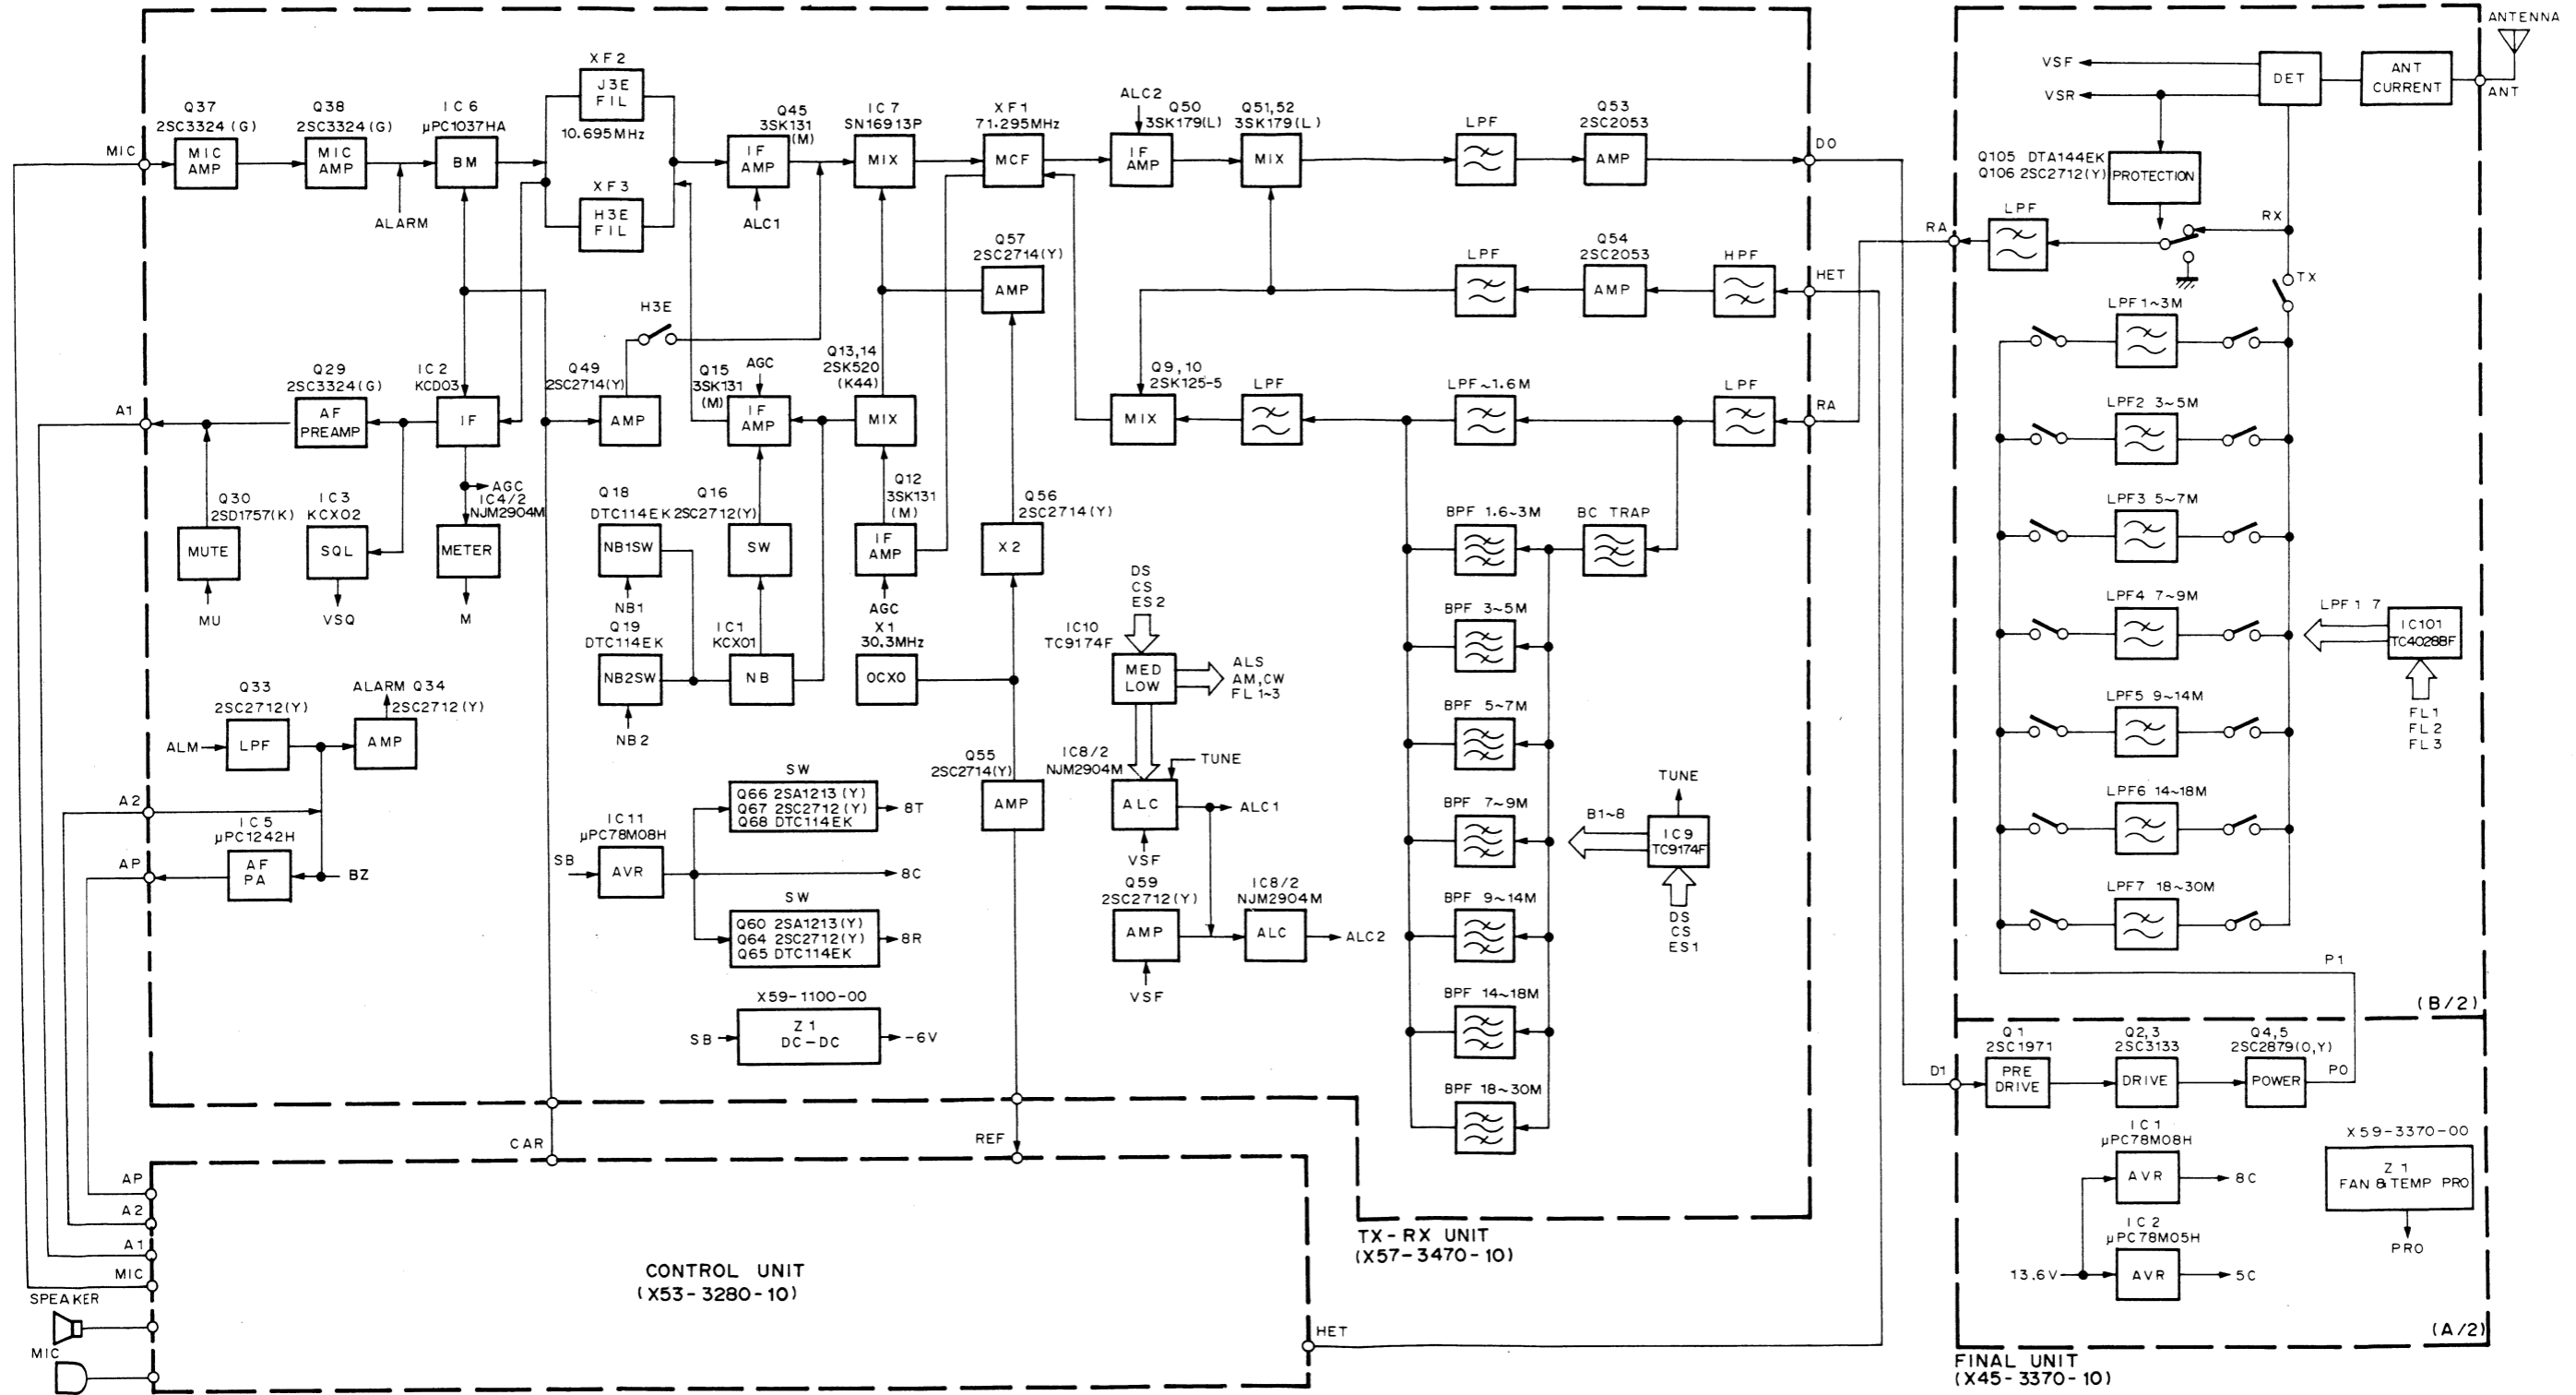 ANTENNA
ANT
ANT
CURRENT
DET
VSF
VSR
Q105 DTA144EK
Q106 2SC2712(Y)
PROTECTION
RX
TX
RA
LPF
LPF1~3M
LPF2 3~5M
LPF3 5~7M
LPF4 7~9M
LPF5 9~14M
LPF6 14~18M
LPF7 18~30M
LPF1 7
IC101
TC4028BF
FL1
FL2
FL3
P1
(B/2)
Q1
2SC1971
PRE
DRIVE
Q2,3
2SC3133
DRIVE
Q4,5
2SC2879(O,Y)
POWER
PO
D1
IC1
µPC78M08H
AVR
8C
IC2
µPC78M05H
AVR
5C
13.6V
X59-3370-00
Z1
FAN & TEMP PRO
PRO
(A/2)
FINAL UNIT
(X45-3370-10)
MIC
Q37
2SC3324(G)
MIC
AMP
Q38
2SC3324(G)
MIC
AMP
ALARM
IC6
µPC1037HA
BM
XF2
J3E
FIL
10.695MHz
XF3
H3E
FIL
Q45
3SK131
(M)
IF
AMP
ALC1
IC7
SN16913P
MIX
XF1
71.295MHz
MCF
ALC2
Q50
3SK179(L)
IF
AMP
Q51,52
3SK179(L)
MIX
LPF
Q53
2SC2053
AMP
DO
Q57
2SC2714(Y)
AMP
LPF
Q54
2SC2053
AMP
HPF
HET
H3E
A1
Q29
2SC3324(G)
AF
PREAMP
IC2
KCD03
IF
Q49
2SC2714(Y)
AMP
Q15
3SK131
(M)
AGC
IF
AMP
Q13,14
2SK520
(K44)
MIX
Q9,10
2SK125-5
MIX
LPF
LPF~1.6M
LPF
RA
Q30
2SD1757(K)
MUTE
MU
IC3
KCX02
SQL
VSQ
AGC
IC4/2
NJM2904M
METER
M
Q18
DTC114EK
NB1SW
NB1
Q16
2SC2712(Y)
SW
Q12
3SK131
(M)
IF
AMP
AGC
Q56
2SC2714(Y)
X2
Q19
DTC114EK
NB2SW
NB2
IC1
KCX01
NB
X1
30.3MHz
OCXO
DS
CS
ES2
IC10
TC9174F
MED
LOW
ALS
AM,CW
FL1~3
BPF 1.6~3M
BC TRAP
BPF 3~5M
BPF 5~7M
BPF 7~9M
BPF 9~14M
BPF 14~18M
BPF 18~30M
TUNE
B1~8
IC9
TC9174F
DS
CS
ES1
Q33
2SC2712(Y)
ALM
LPF
ALARM
Q34
2SC2712(Y)
AMP
A2
IC5
µPC1242H
AP
AF
PA
BZ
SB
IC11
µPC78M08H
AVR
SW
Q66 2SA1213(Y)
Q67 2SC2712(Y)
Q68 DTC114EK
8T
8C
SW
Q60 2SA1213(Y)
Q64 2SC2712(Y)
Q65 DTC114EK
8R
X59-1100-00
SB
Z1
DC-DC
-6V
Q55
2SC2714(Y)
AMP
IC8/2
NJM2904M
TUNE
ALC
ALC1
VSF
Q59
2SC2712(Y)
AMP
VSF
IC8/2
NJM2904M
ALC
ALC2
CAR
REF
TX-RX UNIT
(X57-3470-10)
AP
A2
A1
MIC
SPEAKER
MIC
CONTROL UNIT
(X53-3280-10)
HET